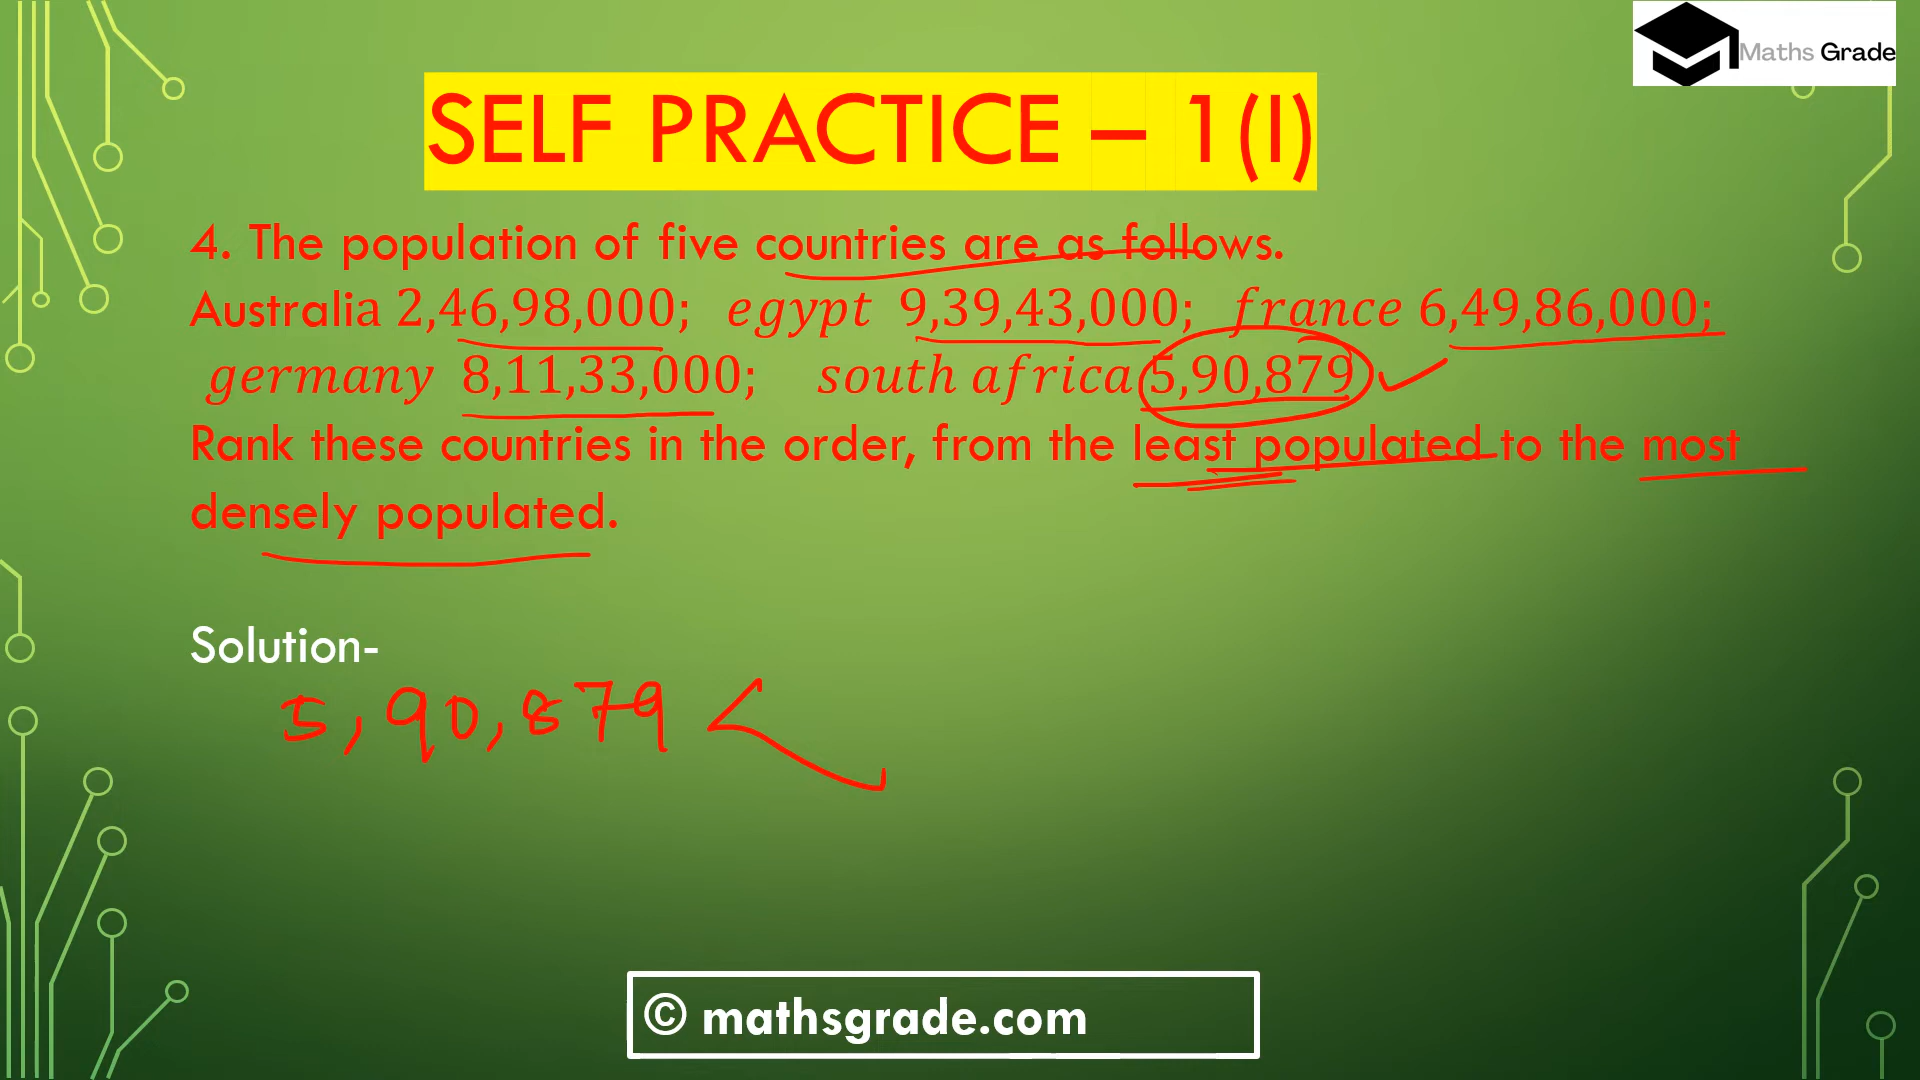 Maths Grade
SELF PRACTICE – 1(I)
4. The population of five countries are as follows.
Australia 2,46,98,000; egypt 9,39,43,000; france 6,49,86,000;
germany 8,11,33,000; south africa 5,90,879
Rank these countries in the order, from the least populated to the most
densely populated.
Solution-
5,90,879 <
© mathsgrade.com